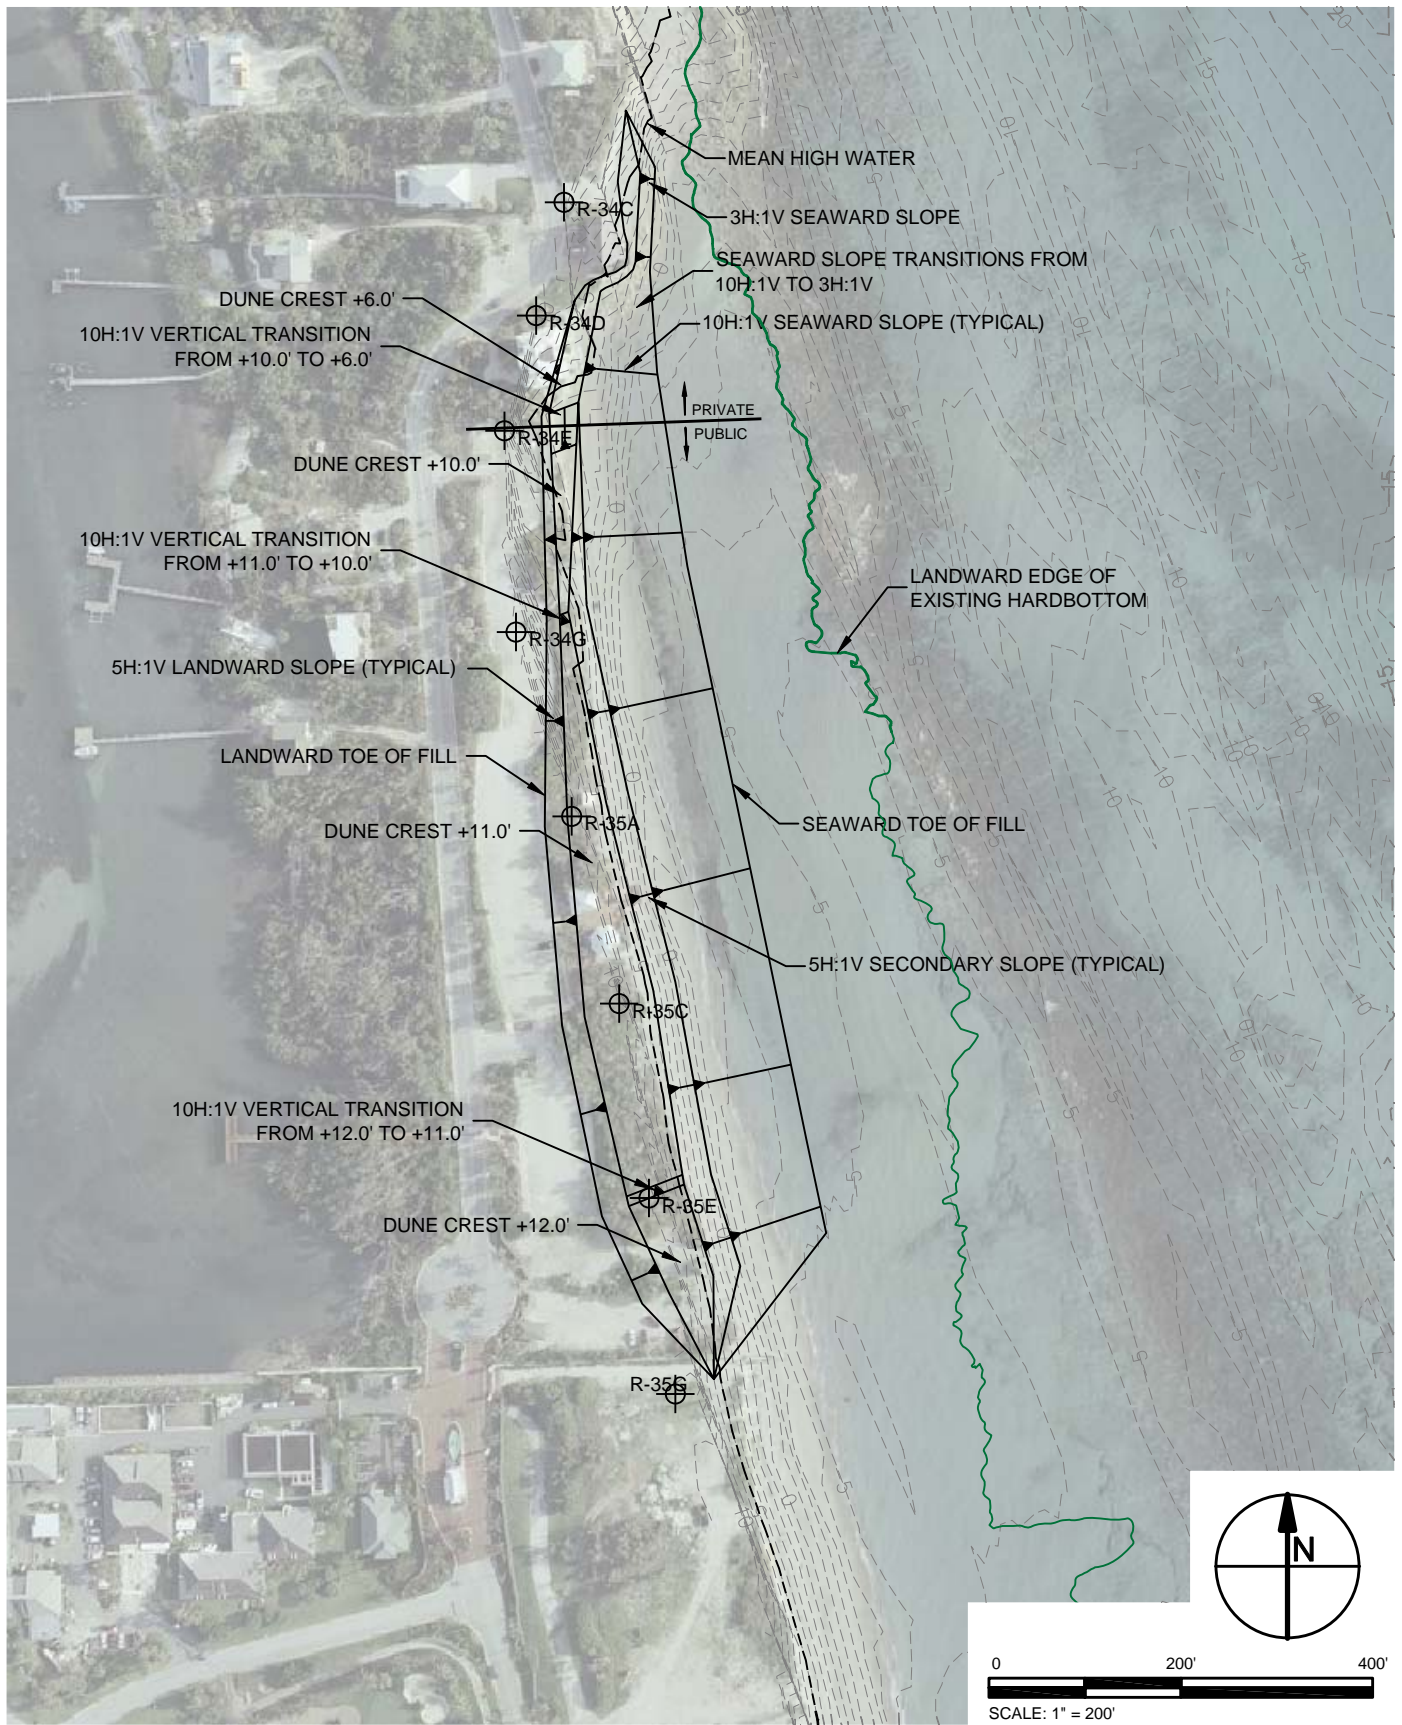 MEAN HIGH WATER
R-34C
3H:1V SEAWARD SLOPE
SEAWARD SLOPE TRANSITIONS FROM
10H:1V TO 3H:1V
DUNE CREST +6.0'
R-34D
10H:1V SEAWARD SLOPE (TYPICAL)
10H:1V VERTICAL TRANSITION
FROM +10.0' TO +6.0'
PRIVATE
PUBLIC
R-34E
DUNE CREST +10.0'
10H:1V VERTICAL TRANSITION
FROM +11.0' TO +10.0'
LANDWARD EDGE OF
EXISTING HARDBOTTOM
R-34G
5H:1V LANDWARD SLOPE (TYPICAL)
LANDWARD TOE OF FILL
R-35A
SEAWARD TOE OF FILL
DUNE CREST +11.0'
5H:1V SECONDARY SLOPE (TYPICAL)
R-35C
10H:1V VERTICAL TRANSITION
FROM +12.0' TO +11.0'
R-35E
DUNE CREST +12.0'
R-35G
N
0 200' 400'
SCALE: 1" = 200'